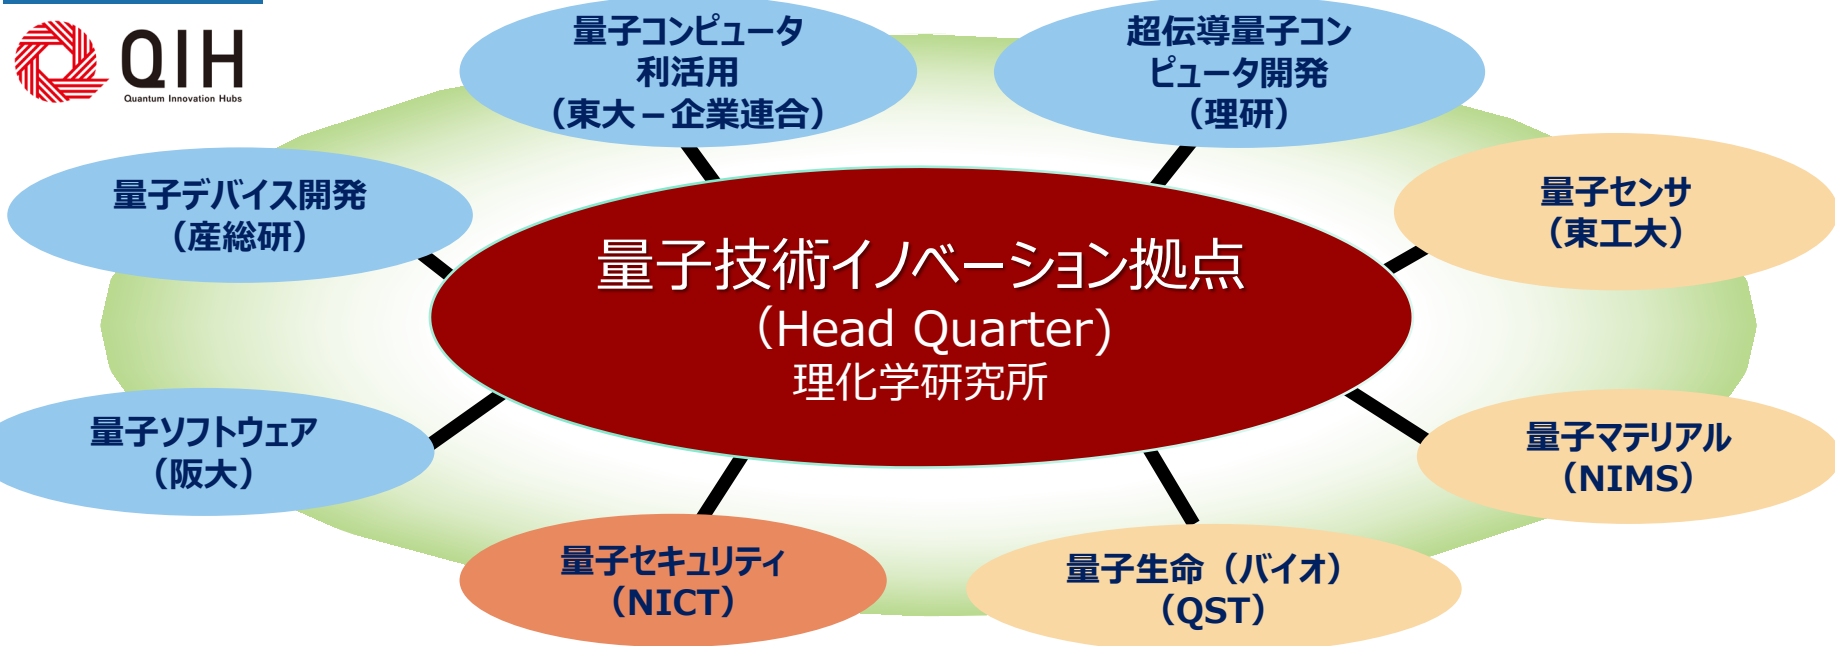 QIH
Quantum Innovation Hubs
量子コンピュータ
利活用
（東大－企業連合）
超伝導量子コン
ピュータ開発
（理研）
量子デバイス開発
（産総研）
量子センサ
（東工大）
量子技術イノベーション拠点
（Head Quarter)
理化学研究所
量子ソフトウェア
（阪大）
量子マテリアル
（NIMS）
量子セキュリティ
（NICT）
量子生命（バイオ）
（QST）